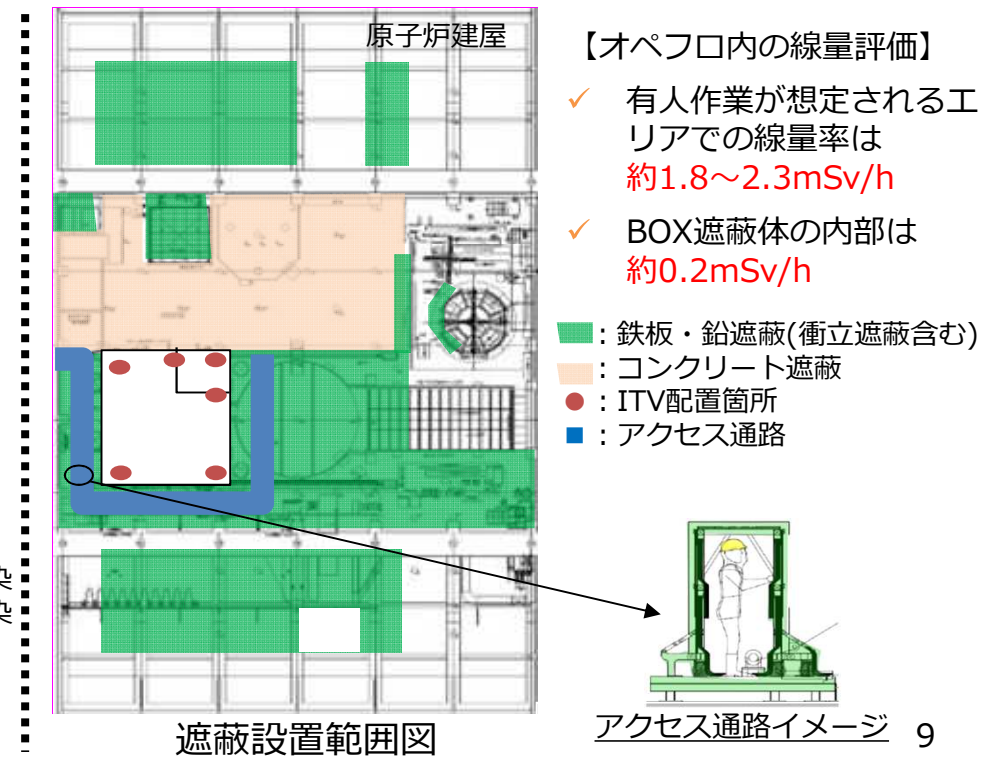 原子炉建屋
【オペフロ内の線量評価】
✓ 有人作業が想定されるエ
リアでの線量率は
約1.8～2.3mSv/h
✓ BOX遮蔽体の内部は
約0.2mSv/h
：鉄板・鉛遮蔽(衝立遮蔽含む)
：コンクリート遮蔽
：ITV配置箇所
：アクセス通路
染
染
遮蔽設置範囲図
アクセス通路イメージ
9